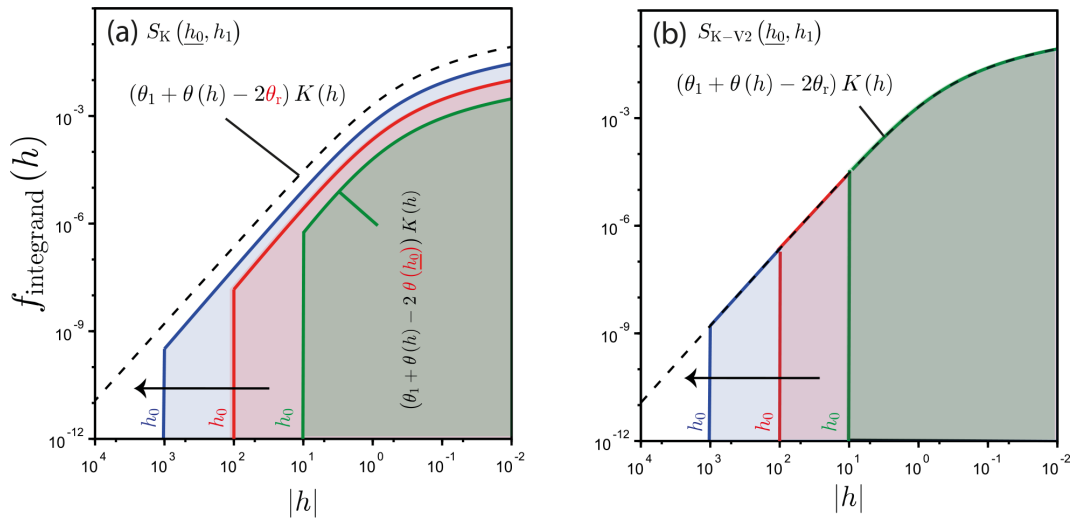 (a) S_K (h_0, h_1)
(θ_1 + θ (h) − 2θ_r) K (h)
f_integrand (h)
10^-3
10^-6
10^-9
10^-12
(θ_1 + θ (h) − 2 θ (h_0)) K (h)
h_0
h_0
h_0
10^4 10^3 10^2 10^1 10^0 10^-1 10^-2
|h|
(b) S_K−V2 (h_0, h_1)
(θ_1 + θ (h) − 2θ_r) K (h)
10^-3
10^-6
10^-9
10^-12
h_0
h_0
h_0
10^4 10^3 10^2 10^1 10^0 10^-1 10^-2
|h|